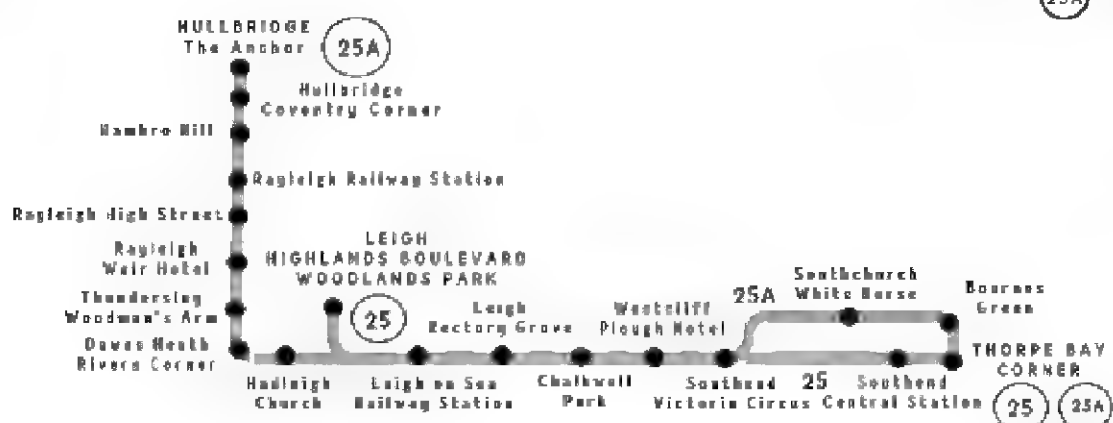 25A
HULLBRIDGE
The Anchor
25A
Hullbridge
Coventry Corner
Hambro Hill
Rayleigh Railway Station
Rayleigh High Street
Rayleigh
Weir Hotel
LEIGH
HIGHLANDS BOULEVARD
WOODLANDS PARK
25
Thundersley
Woodman's Arm
Dawes Heath
Rivers Corner
Hadleigh
Church
Leigh on Sea
Railway Station
Leigh
Rectory Grove
Chalkwell
Park
Westcliff
Plough Hotel
Southend
Victoria Circus
25A
Southchurch
White Horse
Bournes
Green
25
Southend
Central Station
THORPE BAY
CORNER
25
25A